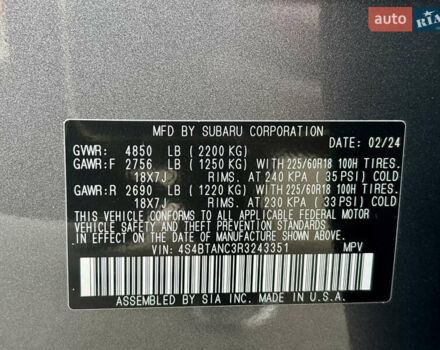 auto RIA
MFD BY SUBARU CORPORATION
GVWR: 4850 LB (2200 KG) DATE: 02/24
GAWR:F 2756 LB (1250 KG) WITH 225/60R18 100H TIRES.
18X7J RIMS. AT 240 KPA (35 PSI) COLD
GAWR:R 2690 LB (1220 KG) WITH 225/60R18 100H TIRES.
18X7J RIMS. AT 230 KPA (33 PSI) COLD
THIS VEHICLE CONFORMS TO ALL APPLICABLE FEDERAL MOTOR
VEHICLE SAFETY AND THEFT PREVENTION STANDARDS
IN EFFECT ON THE DATE OF MANUFACTURE SHOWN ABOVE.
VIN: 4S4BTANC3R3243351 MPV
ASSEMBLED BY SIA INC. IN U.S.A.